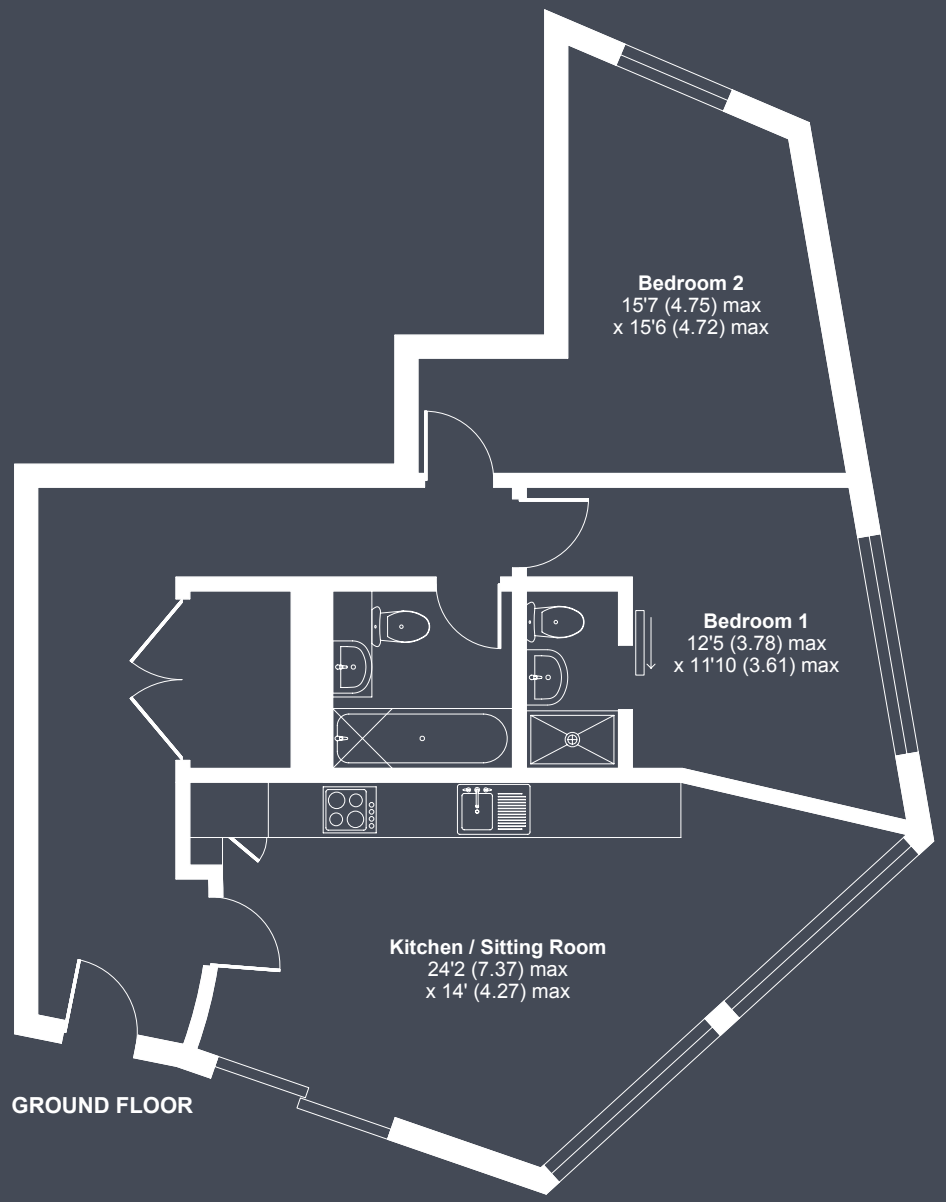 Bedroom 2
15'7 (4.75) max
x 15'6 (4.72) max
Bedroom 1
12'5 (3.78) max
x 11'10 (3.61) max
Kitchen / Sitting Room
24'2 (7.37) max
x 14' (4.27) max
GROUND FLOOR